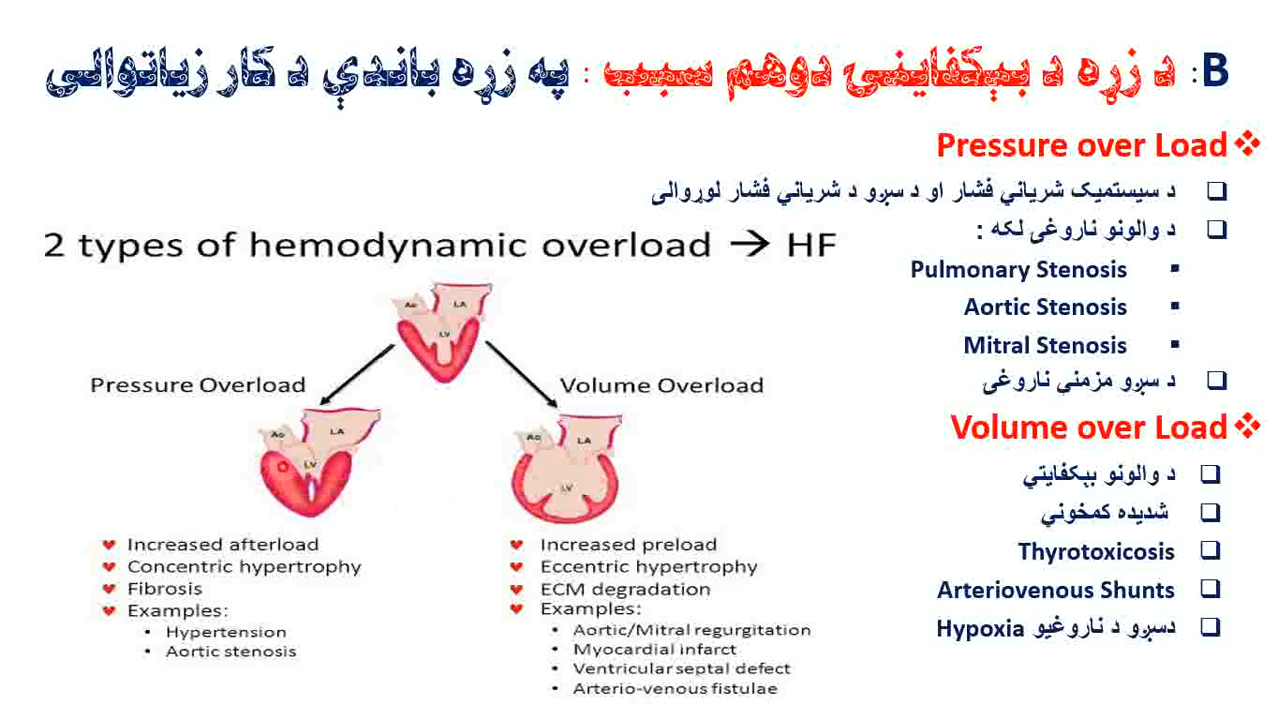 B: د زړه د بېکفایتۍ دوهم سبب : په زړه باندې د کار زیاتوالی
❖ Pressure over Load
❑ د سیستمیک شریاني فشار او د سږو د شریاني فشار لوړوالی
❑ د والونو ناروغی لکه :
▪ Pulmonary Stenosis
▪ Aortic Stenosis
▪ Mitral Stenosis
❑ د سږو مزمنې ناروغی
❖ Volume over Load
❑ د والونو بېکفایتي
❑ شدیده کمخوني
❑ Thyrotoxicosis
❑ Arteriovenous Shunts
❑ دسږو د ناروغیو Hypoxia
2 types of hemodynamic overload → HF
Ao LA
LV
Pressure Overload
Ao LA
LV
♥ Increased afterload
♥ Concentric hypertrophy
♥ Fibrosis
♥ Examples:
• Hypertension
• Aortic stenosis
Volume Overload
Ao LA
LV
♥ Increased preload
♥ Eccentric hypertrophy
♥ ECM degradation
♥ Examples:
• Aortic/Mitral regurgitation
• Myocardial infarct
• Ventricular septal defect
• Arterio-venous fistulae